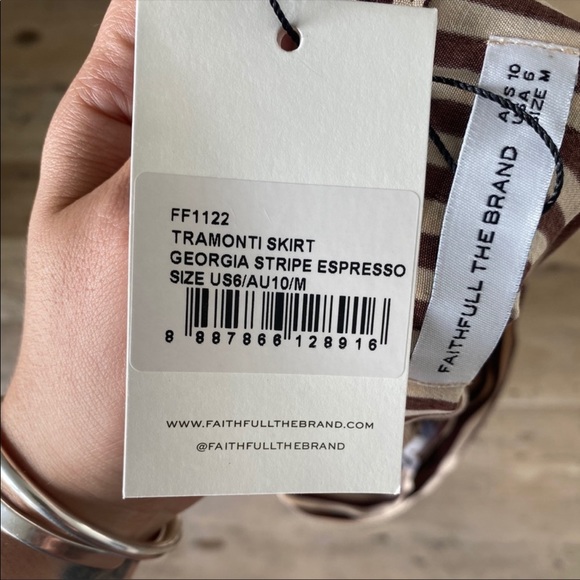 FF1122
TRAMONTI SKIRT
GEORGIA STRIPE ESPRESSO
SIZE US6/AU10/M
8 887866 128916
WWW.FAITHFULLTHEBRAND.COM
@FAITHFULLTHEBRAND
FAITHFULL THE BRAND
AUS 10
USA 6
SIZE M